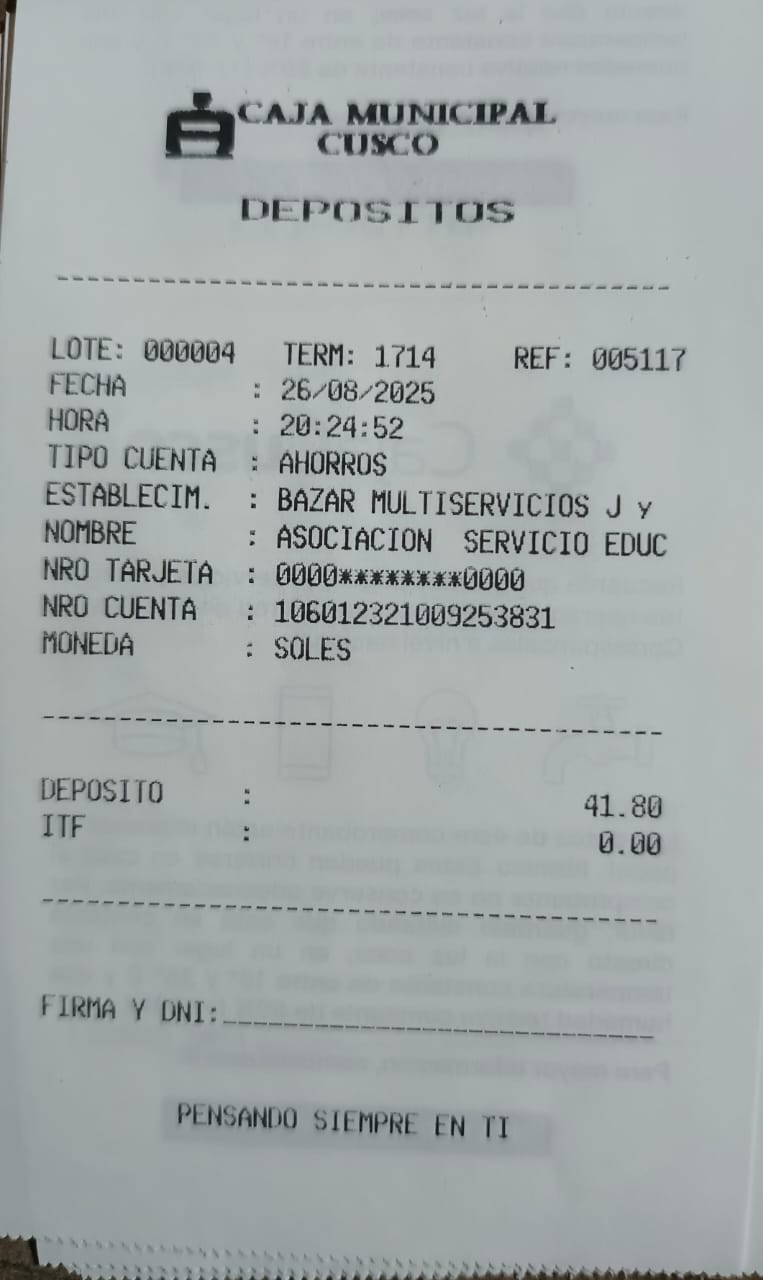 CAJA MUNICIPAL
CUSCO
DEPOSITOS
LOTE: 000004 TERM: 1714 REF: 005117
FECHA : 26/08/2025
HORA : 20:24:52
TIPO CUENTA : AHORROS
ESTABLECIM. : BAZAR MULTISERVICIOS J y
NOMBRE : ASOCIACION SERVICIO EDUC
NRO TARJETA : 0000********0000
NRO CUENTA : 106012321009253831
MONEDA : SOLES
DEPOSITO : 41.80
ITF : 0.00
FIRMA Y DNI:
PENSANDO SIEMPRE EN TI